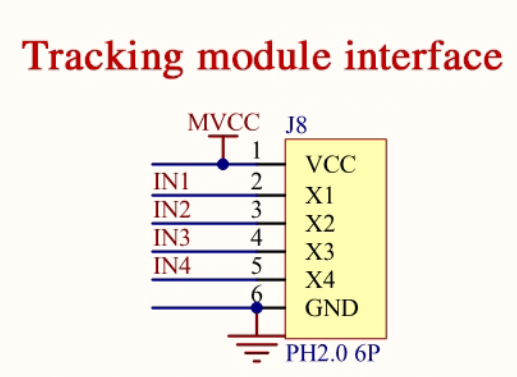 Tracking module interface
MVCC J8
1 VCC
IN1 2 X1
IN2 3 X2
IN3 4 X3
IN4 5 X4
6 GND
PH2.0 6P